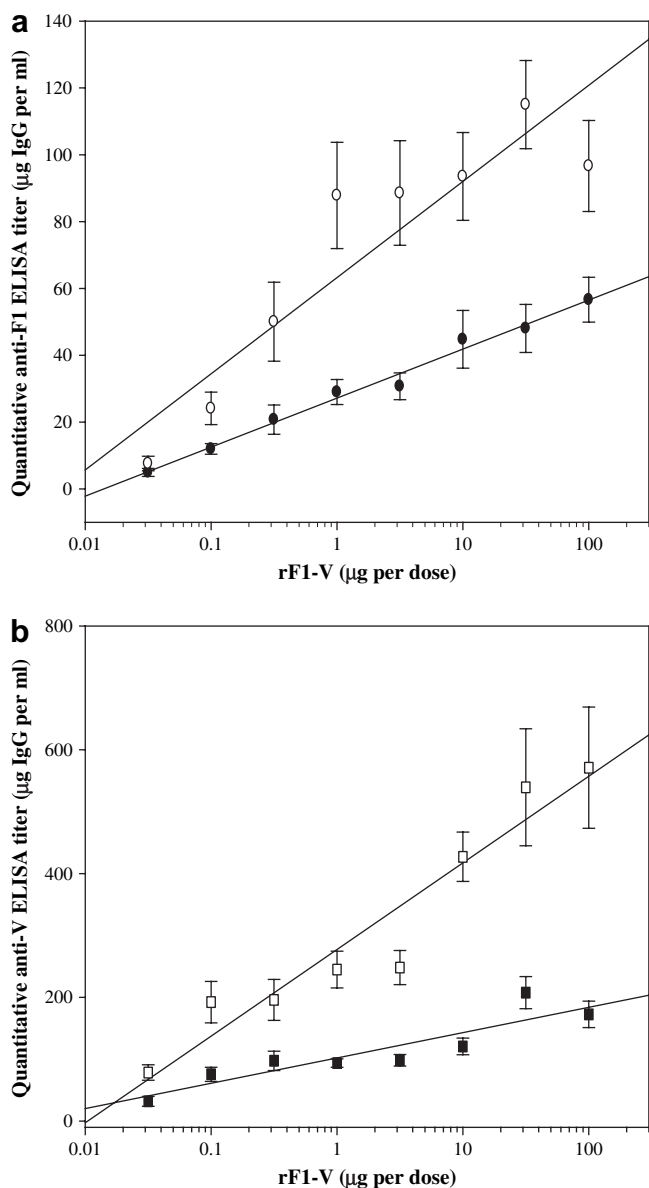 a
140
120
100
80
60
40
20
0
Quantitative anti-F1 ELISA titer (μg IgG per ml)
0.01 0.1 1 10 100
rF1-V (μg per dose)
b
800
600
400
200
0
Quantitative anti-V ELISA titer (μg IgG per ml)
0.01 0.1 1 10 100
rF1-V (μg per dose)